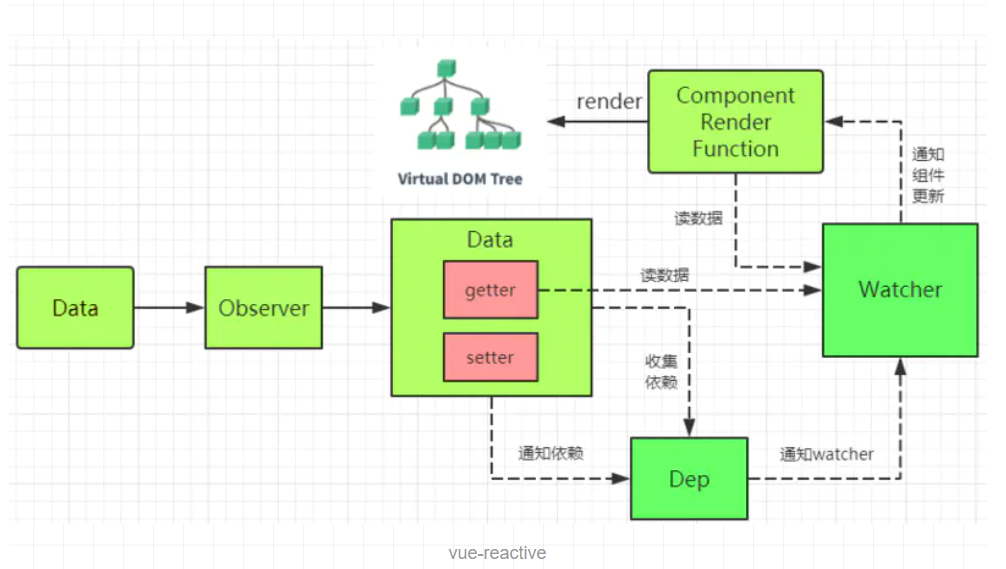 render
Component
Render
Function
通知
组件
更新
Virtual DOM Tree
读数据
Data
Observer
Data
getter
setter
读数据
Watcher
收集
依赖
通知依赖
Dep
通知watcher
vue-reactive